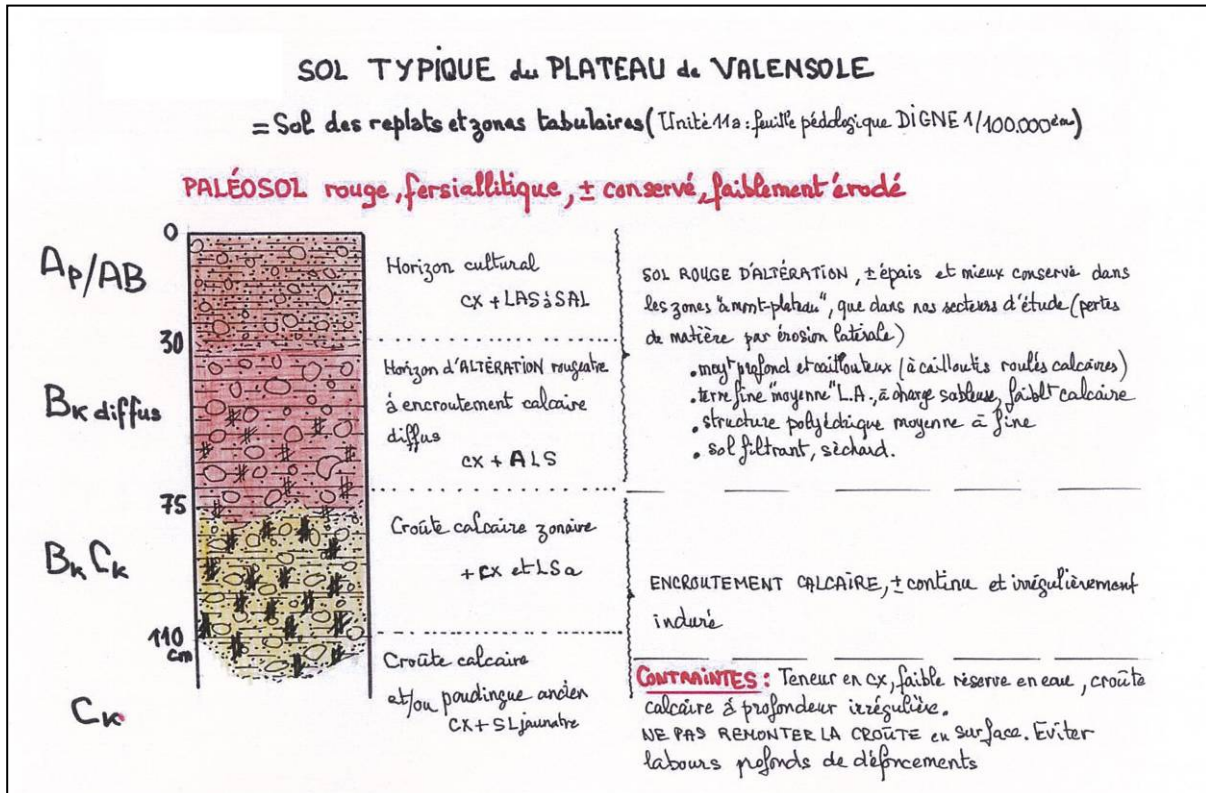 SOL TYPIQUE du PLATEAU de VALENSOLE
= Sol des replats et zones tabulaires (Unité 11a : feuille pédologique DIGNE 1/100.000ème)
PALÉOSOL rouge, fersiallitique, ± conservé, faiblement érodé
0
Ap/AB
30
Bk diffus
75
BkCk
110
cm
Ck
Horizon cultural
cx + LAS à SAL
Horizon d'ALTÉRATION rougeatre
à encroutement calcaire
diffus
cx + ALS
Croûte calcaire zonaire
+ cx et LSa
Croûte calcaire
et/ou poudingue ancien
CX + SL jaunatre
SOL ROUGE D'ALTÉRATION, ± épais et mieux conservé dans
les zones "amont-plateau", que dans nos secteurs d'étude (pertes
de matière par érosion latérale)
• moyt profond et caillouteux (à cailloutis roulés calcaires)
• terre fine "moyenne" L.A., à charge sableuse, faiblt calcaire
• structure polyédrique moyenne à fine
• sol filtrant, sèchard.
ENCROUTEMENT CALCAIRE, ± continu et irrégulièrement
induré
CONTRAINTES : Teneur en cx, faible réserve en eau, croûte
calcaire à profondeur irrégulière.
NE PAS REMONTER LA CROÛTE en surface. Eviter
labours profonds de défoncements